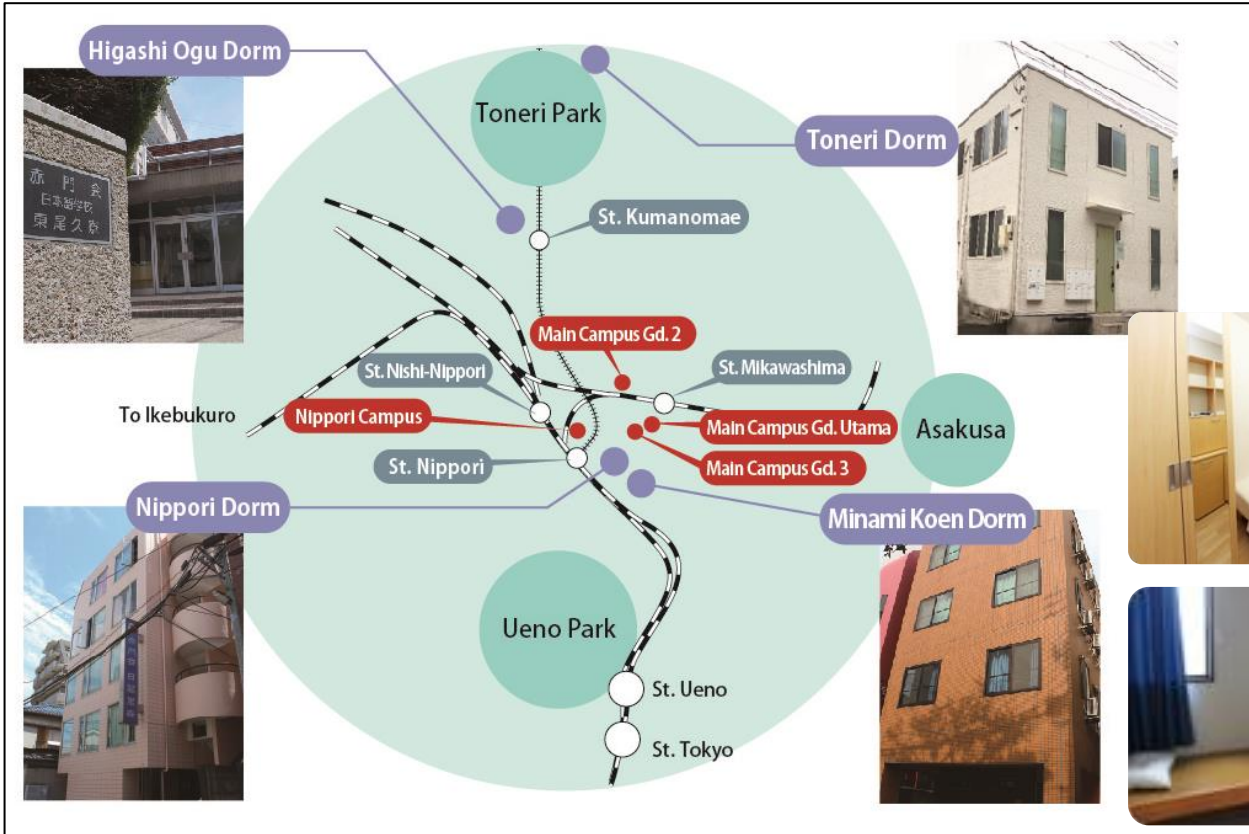 Higashi Ogu Dorm
Toneri Park
Toneri Dorm
赤門会
日本語学校
東尾久寮
St. Kumanomae
Main Campus Gd. 2
St. Nishi-Nippori
St. Mikawashima
To Ikebukuro
Nippori Campus
Main Campus Gd. Utama
Asakusa
St. Nippori
Main Campus Gd. 3
Nippori Dorm
Minami Koen Dorm
Ueno Park
St. Ueno
St. Tokyo